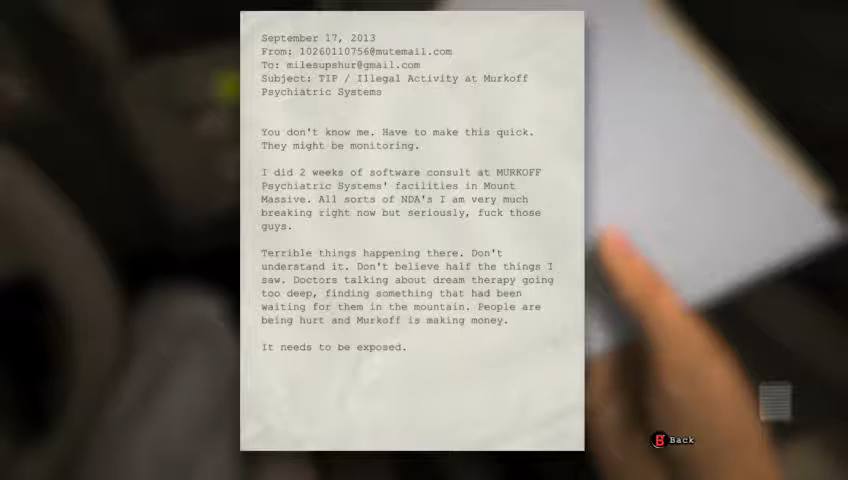 September 17, 2013
From: 10260110756@mutemail.com
To: milesupshur@gmail.com
Subject: TIP / Illegal Activity at Murkoff
Psychiatric Systems
You don't know me. Have to make this quick.
They might be monitoring.
I did 2 weeks of software consult at MURKOFF
Psychiatric Systems' facilities in Mount
Massive. All sorts of NDA's I am very much
breaking right now but seriously, fuck those
guys.
Terrible things happening there. Don't
understand it. Don't believe half the things I
saw. Doctors talking about dream therapy going
too deep, finding something that had been
waiting for them in the mountain. People are
being hurt and Murkoff is making money.
It needs to be exposed.
B Back